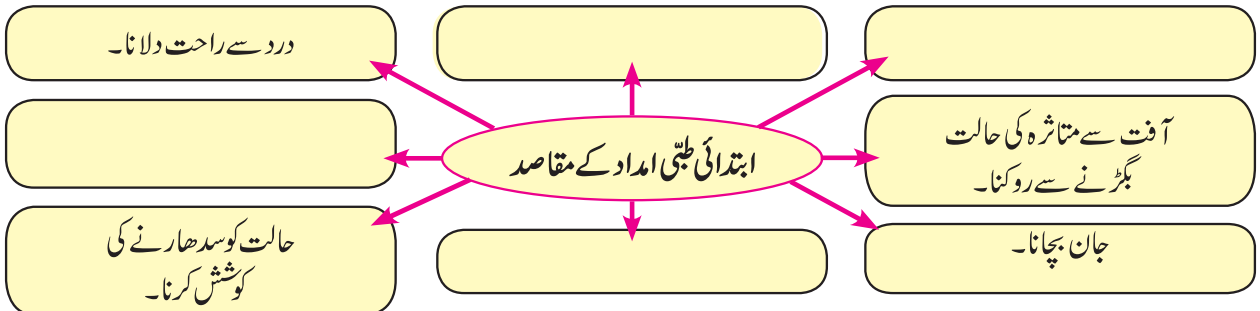 درد سے راحت دلانا۔
آفت سے متاثرہ کی حالت
بگڑنے سے روکنا۔
ابتدائی طبّی امداد کے مقاصد
جان بچانا۔
حالت کو سدھارنے کی
کوشش کرنا۔